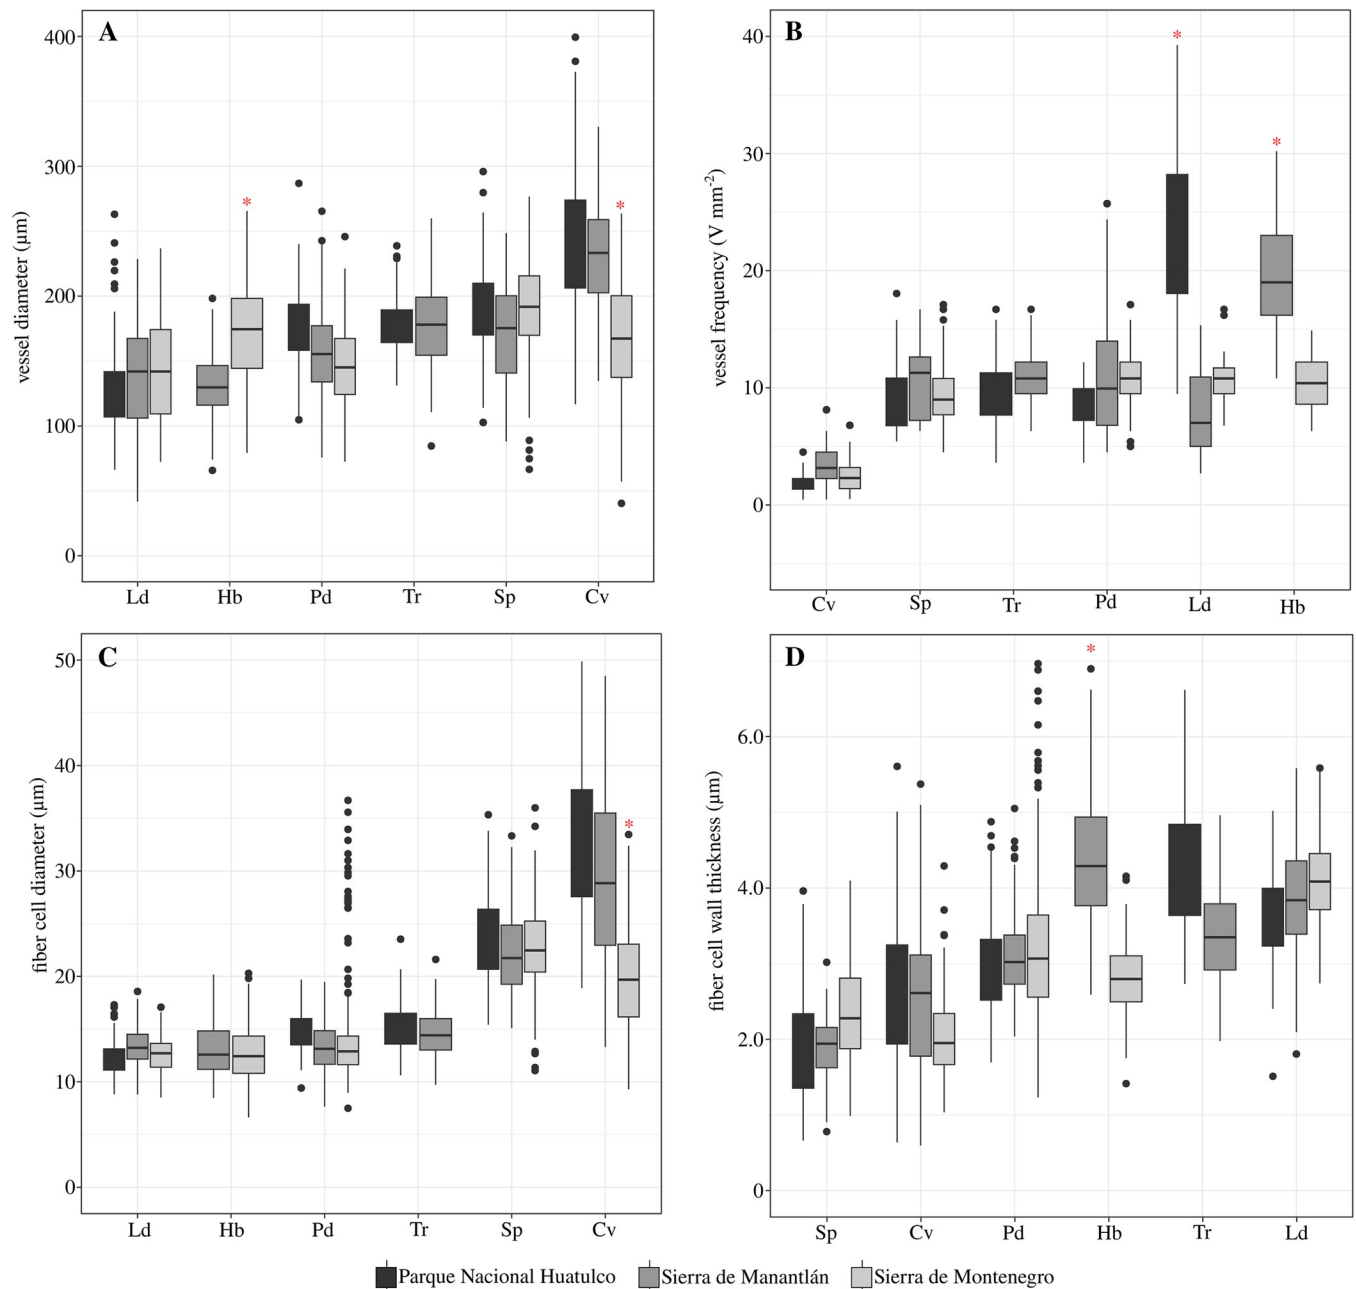 A
vessel diameter (µm)
400
300
200
100
0
Ld Hb Pd Tr Sp Cv
*
*
B
vessel frequency (V mm-2)
40
30
20
10
0
Cv Sp Tr Pd Ld Hb
*
*
C
fiber cell diameter (µm)
50
40
30
20
10
0
Ld Hb Pd Tr Sp Cv
*
D
fiber cell wall thickness (µm)
6.0
4.0
2.0
0
Sp Cv Pd Hb Tr Ld
*
Parque Nacional Huatulco Sierra de Manantlán Sierra de Montenegro